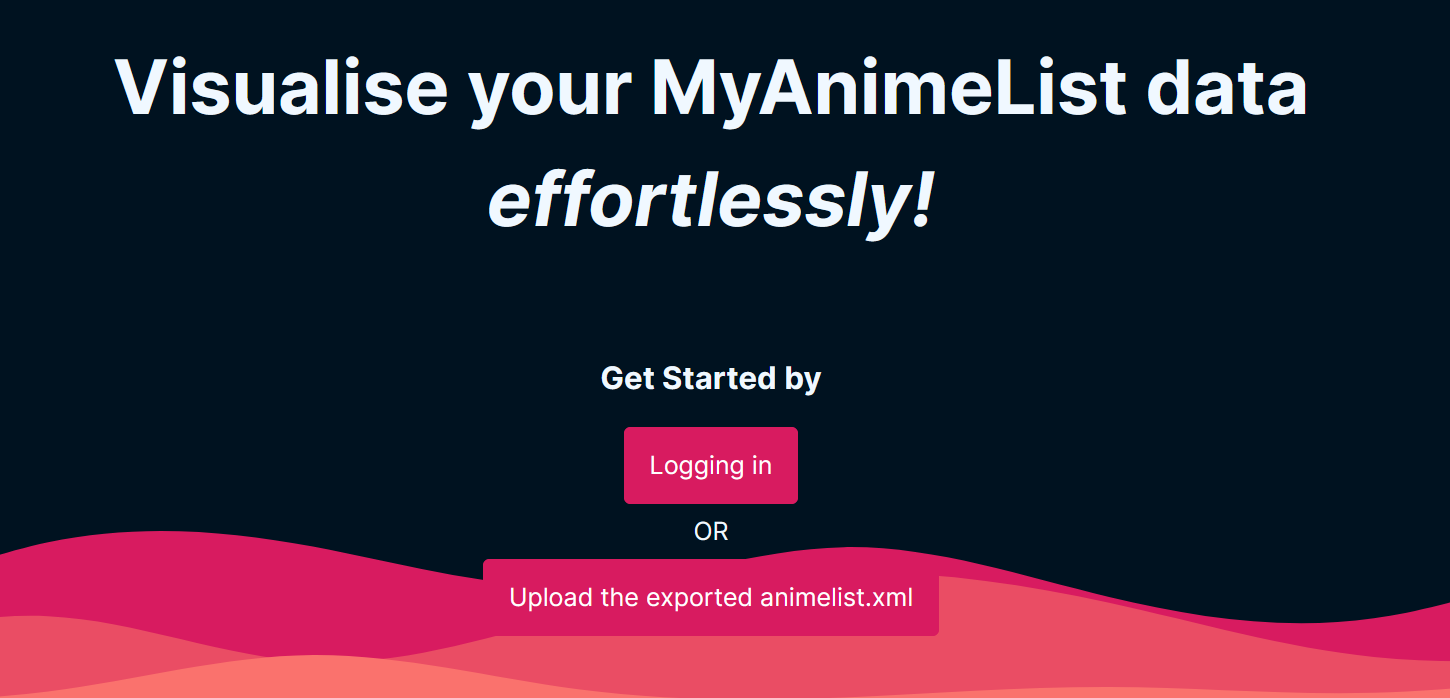 Visualise your MyAnimeList data
effortlessly!
Get Started by
Logging in
OR
Upload the exported animelist.xml